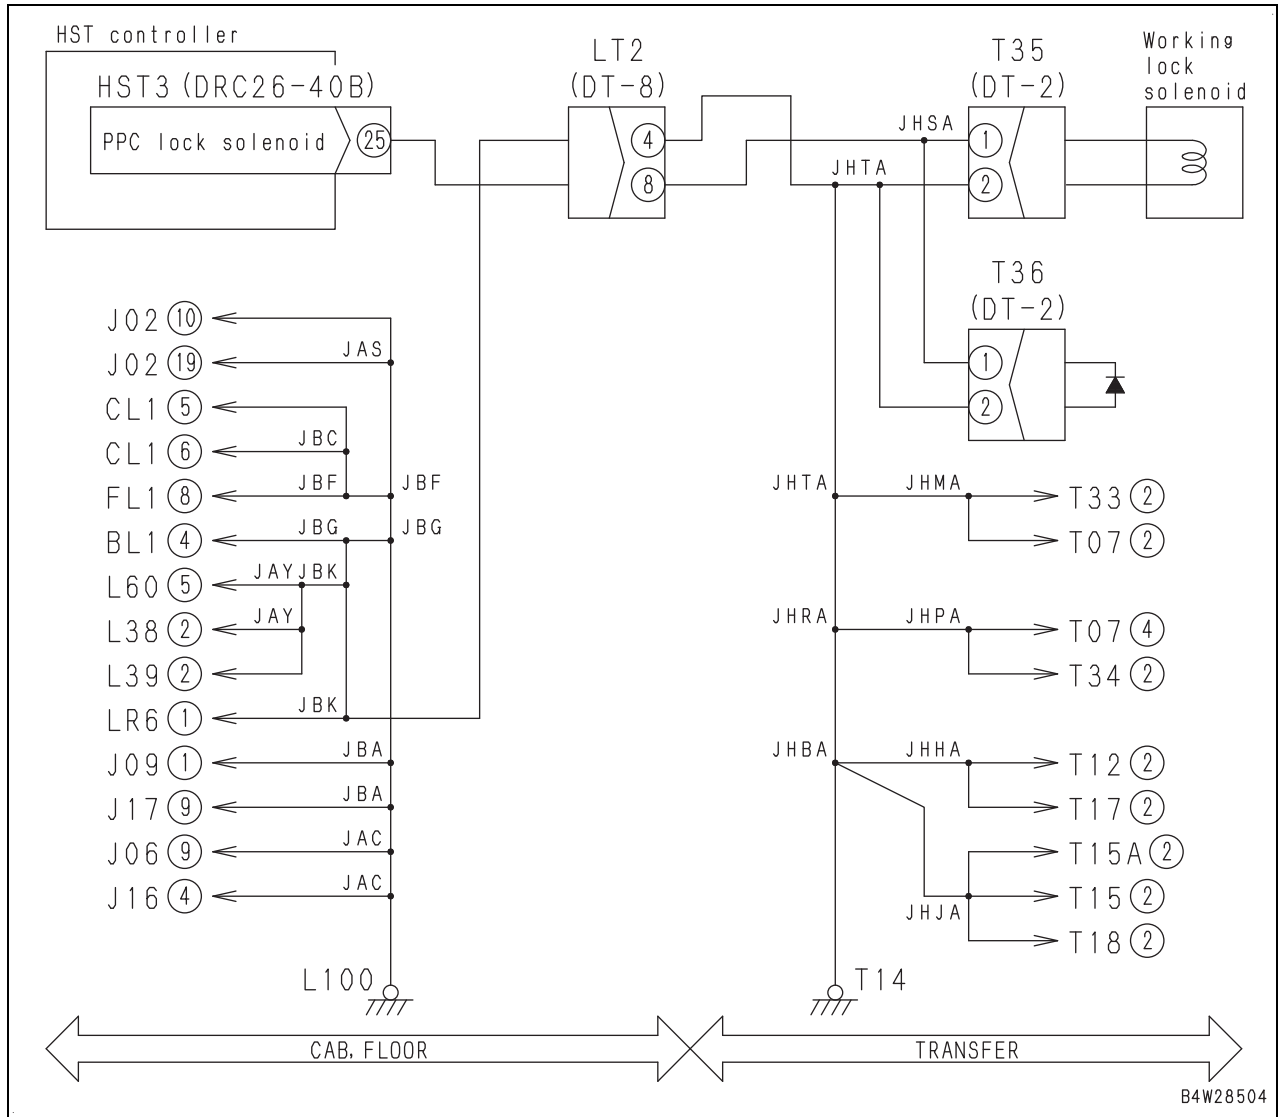 HST controller
HST3 (DRC26-40B)
PPC lock solenoid 25
LT2
(DT-8)
4
8
JHSA
JHTA
T35
(DT-2)
1
2
Working
lock
solenoid
T36
(DT-2)
1
2
J02 10
J02 19 JAS
CL1 5
CL1 6 JBC
FL1 8 JBF JBF
BL1 4 JBG JBG
L60 5 JAY JBK
L38 2 JAY
L39 2
LR6 1 JBK
J09 1 JBA
J17 9 JBA
J06 9 JAC
J16 4 JAC
L100
JHTA JHMA T33 2
T07 2
JHRA JHPA T07 4
T34 2
JHBA JHHA T12 2
T17 2
T15A 2
JHJA T15 2
T18 2
T14
CAB, FLOOR
TRANSFER
B4W28504